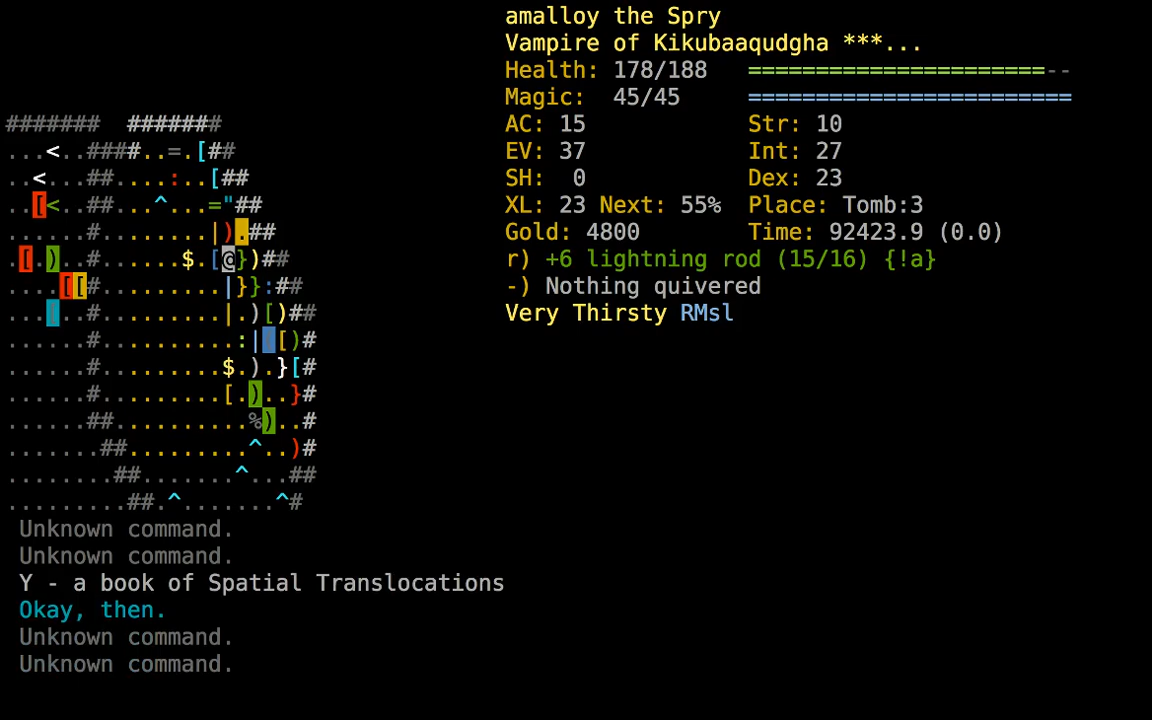 amalloy the Spry
Vampire of Kikubaaqudgha ***...
Health: 178/188 ======================--
Magic:  45/45   ========================
AC: 15          Str: 10
EV: 37          Int: 27
SH:  0          Dex: 23
XL: 23 Next: 55%  Place: Tomb:3
Gold: 4800      Time: 92423.9 (0.0)
r) +6 lightning rod (15/16) {!a}
-) Nothing quivered
Very Thirsty RMsl
#######  #######
...<..####..=.[##
..<...##....:..[##
..[<..##...^...="##
......#........|).##
.[.)..#......$.[@})##
....[[#.........|}}:##
...[..#.........|.)[)##
......#..........:|.[)#
......#.........$.).}[#
......#.........[.)..}#
......##..........%)..#
.......##.........^..)#
........##.......^...##
.........##.^.......^#
Unknown command.
Unknown command.
Y - a book of Spatial Translocations
Okay, then.
Unknown command.
Unknown command.